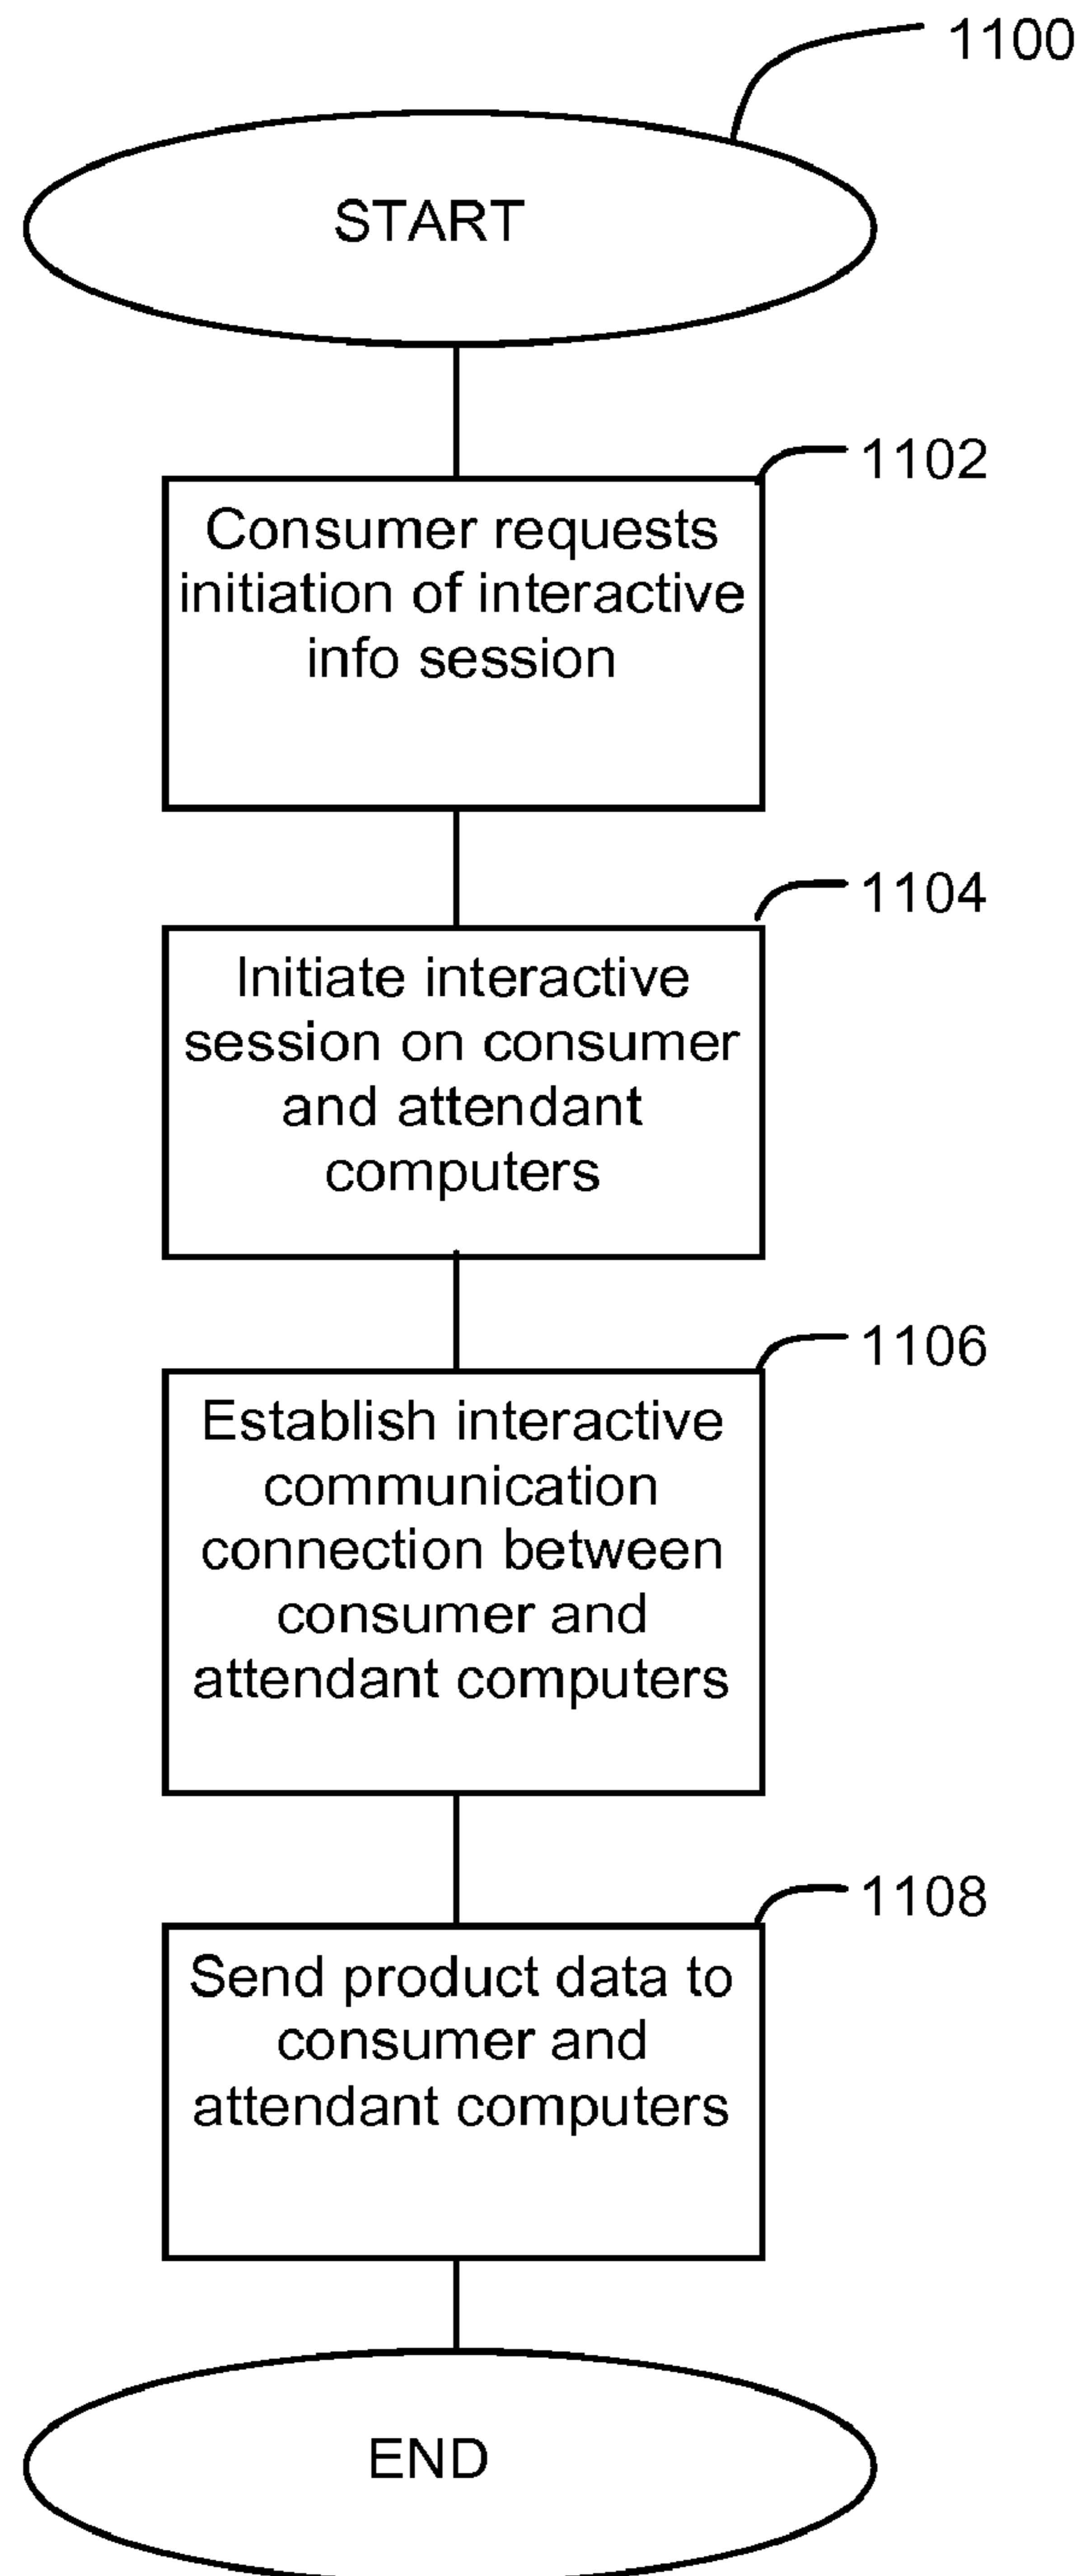 1100
START
1102
Consumer requests
initiation of interactive
info session
1104
Initiate interactive
session on consumer
and attendant
computers
1106
Establish interactive
communication
connection between
consumer and
attendant computers
1108
Send product data to
consumer and
attendant computers
END